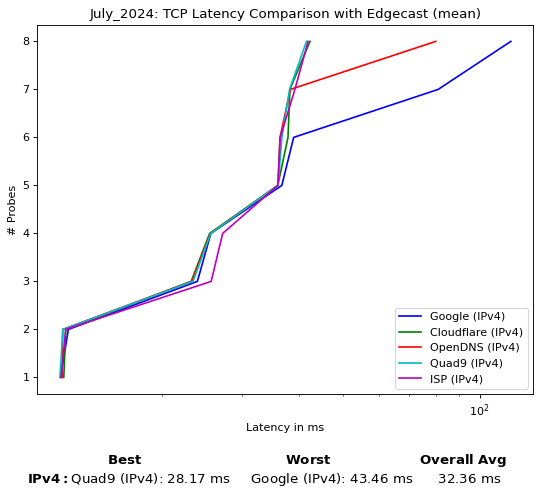 July_2024: TCP Latency Comparison with Edgecast (mean)
8
7
6
5
4
3
2
1
# Probes
Google (IPv4)
Cloudflare (IPv4)
OpenDNS (IPv4)
Quad9 (IPv4)
ISP (IPv4)
10²
Latency in ms
Best Worst Overall Avg
IPv4: Quad9 (IPv4): 28.17 ms Google (IPv4): 43.46 ms 32.36 ms